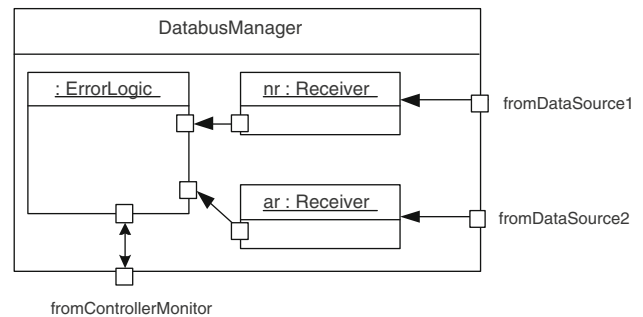 DatabusManager
: ErrorLogic
nr : Receiver
fromDataSource1
ar : Receiver
fromDataSource2
fromControllerMonitor